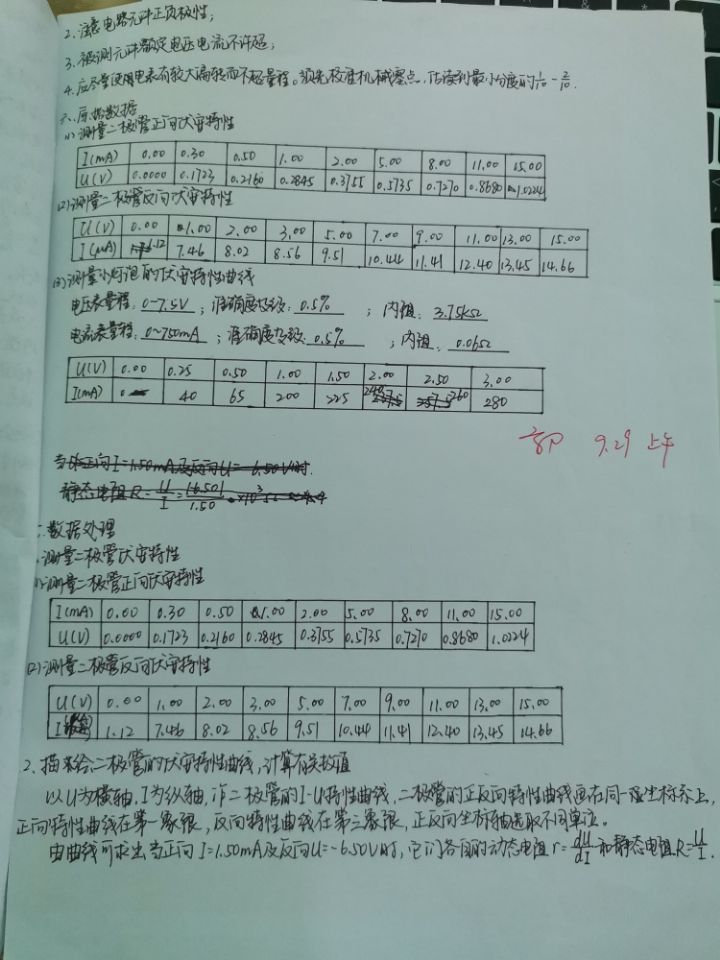 2. 注意电路元件正负极性;
3. 被测元件额定电压电流不许超;
4. 应尽量使用电表有较大偏转而不超量程。须先校准机械零点,估读到最小分度的1/10 - 2/10.
六、原始数据
(1) 测量二极管正向伏安特性
I(mA) 0.00 0.30 0.50 1.00 2.00 5.00 8.00 11.00 15.00
U(V) 0.0000 0.1723 0.2160 0.2845 0.3755 0.5735 0.7270 0.8680 1.0224
(2) 测量二极管反向伏安特性
U(V) 0.00 1.00 2.00 3.00 5.00 7.00 9.00 11.00 13.00 15.00
I(μA) 7.46 8.02 8.56 9.51 10.44 11.41 12.40 13.45 14.66
(3) 测量小灯泡的伏安特性曲线
电压表量程: 0~7.5V ; 准确度等级: 0.5% ; 内阻: 3.75kΩ
电流表量程: 0~750mA ; 准确度等级: 0.5% ; 内阻: 0.06Ω
U(V) 0.00 0.25 0.50 1.00 1.50 2.00 2.50 3.00
I(mA) 0 40 65 200 225 260 280
9.29 上午
当正向I=1.50mA及反向U=-6.50V时.
静态电阻R=U/I=|6.50|/1.50
二、数据处理
1. 测量二极管伏安特性
(1) 测量二极管正向伏安特性
I(mA) 0.00 0.30 0.50 1.00 2.00 5.00 8.00 11.00 15.00
U(V) 0.0000 0.1723 0.2160 0.2845 0.3755 0.5735 0.7270 0.8680 1.0224
(2) 测量二极管反向伏安特性
U(V) 0.00 1.00 2.00 3.00 5.00 7.00 9.00 11.00 13.00 15.00
I 1.12 7.46 8.02 8.56 9.51 10.44 11.41 12.40 13.45 14.66
2、描绘二极管的伏安特性曲线,计算有关数值
以U为横轴,I为纵轴,作二极管的I-U特性曲线,二极管的正反向特性曲线画在同一坐标系上,
正向特性曲线在第一象限,反向特性曲线在第三象限,正反向坐标轴选取不同单位。
由曲线可求出当正向I=1.50mA及反向U=-6.50V时,它们各自的动态电阻r=dU/dI和静态电阻R=U/I.